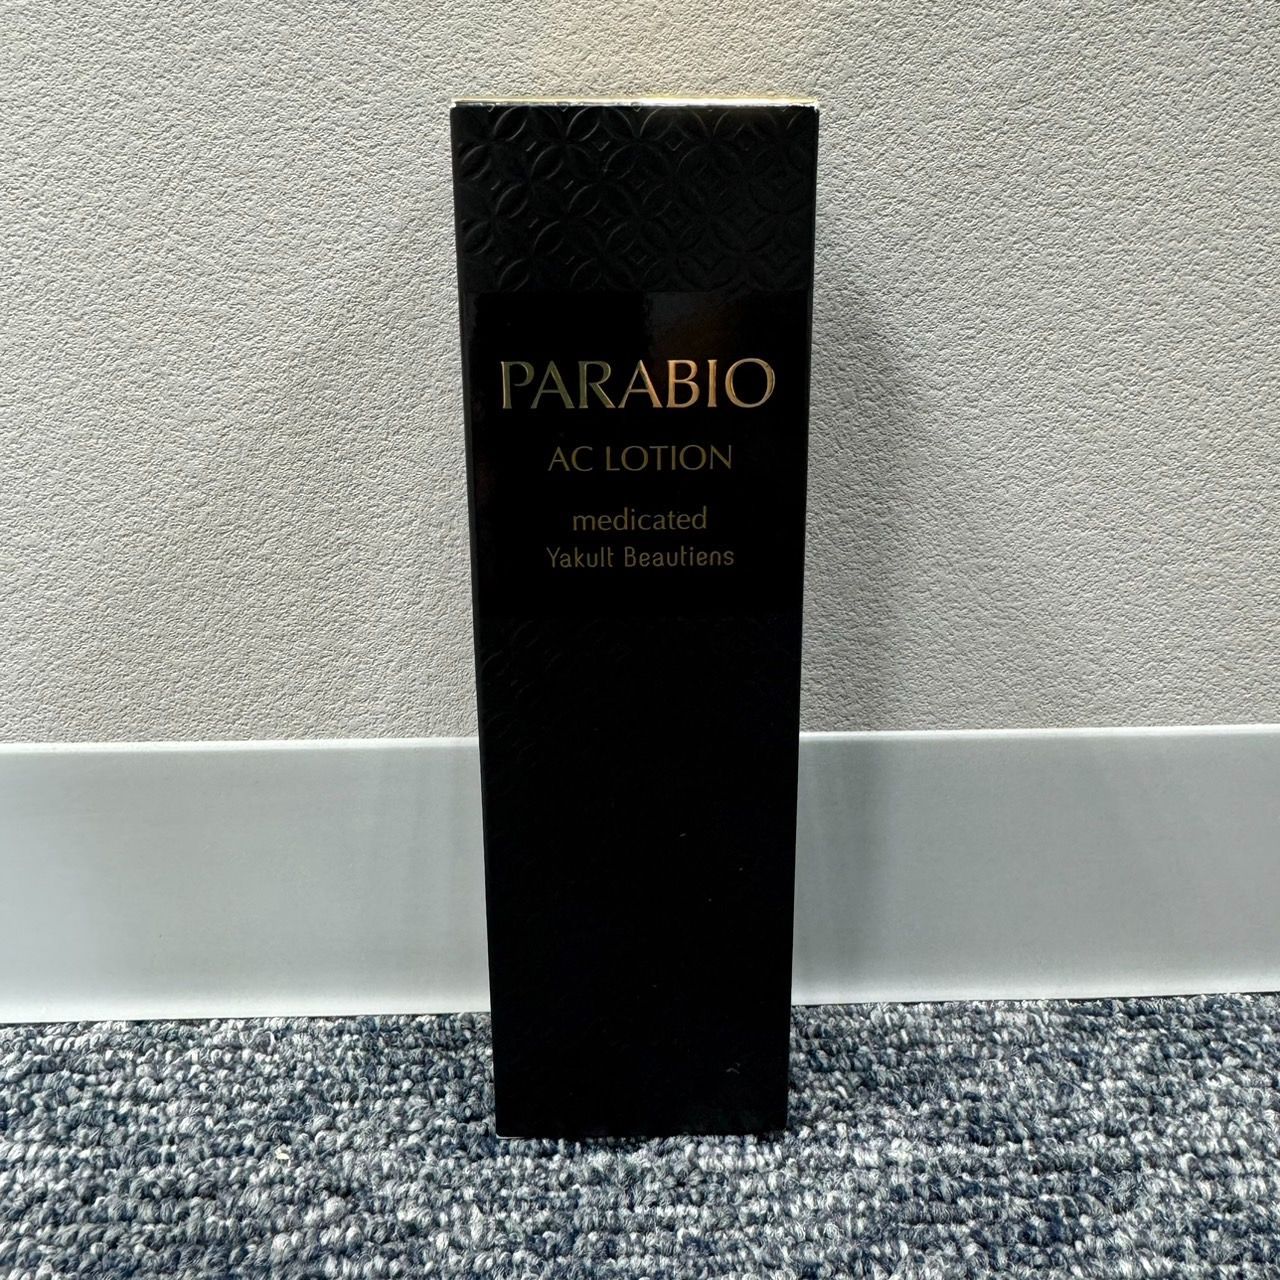 PARABIO
AC LOTION
medicated
Yakult Beautiens